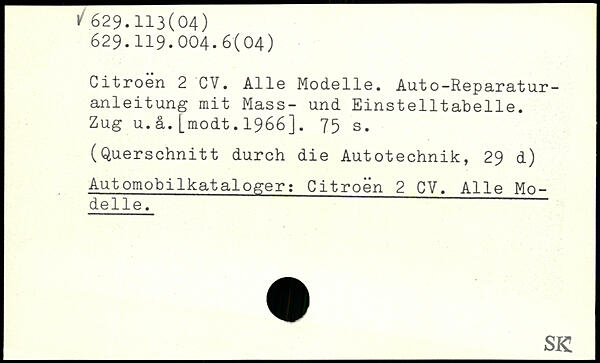 √ 629.113(04)
629.119.004.6(04)
Citroën 2 CV. Alle Modelle. Auto-Reparatur-
anleitung mit Mass- und Einstelltabelle.
Zug u.å.[modt.1966]. 75 s.
(Querschnitt durch die Autotechnik, 29 d)
Automobilkataloger: Citroën 2 CV. Alle Mo-
delle.
SK